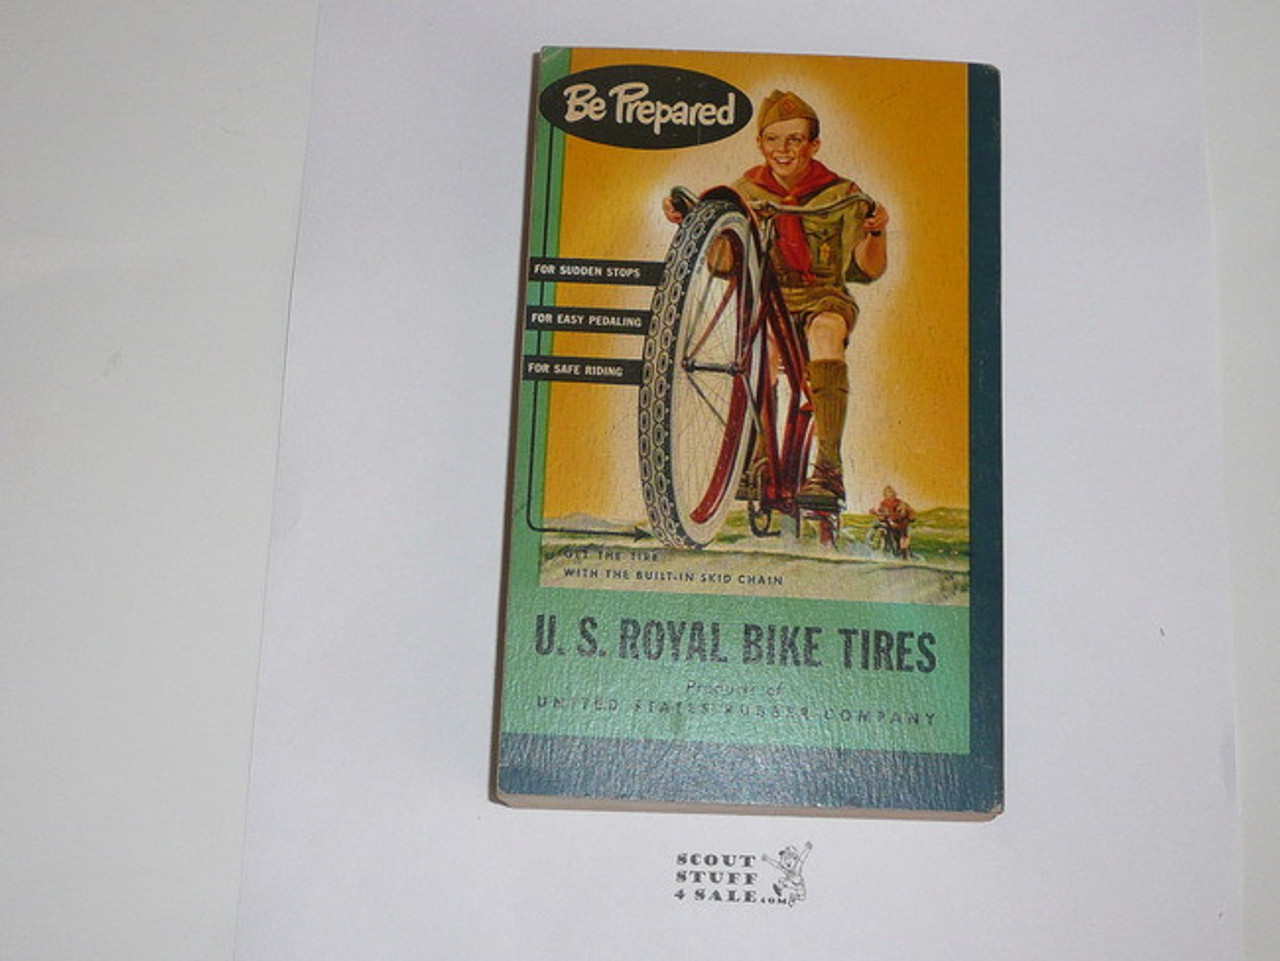 Be Prepared
FOR SUDDEN STOPS
FOR EASY PEDALING
FOR SAFE RIDING
GET THE TIRE
WITH THE BUILT-IN SKID CHAIN
U. S. ROYAL BIKE TIRES
Products of
UNITED STATES RUBBER COMPANY
SCOUT
STUFF
4 SALE.COM